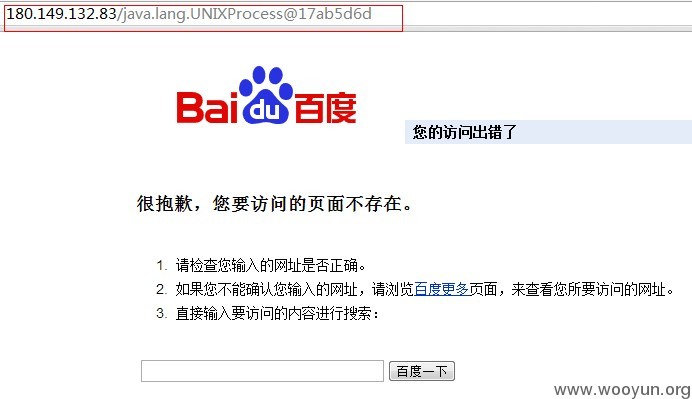 180.149.132.83/java.lang.UNIXProcess@17ab5d6d
Bai du 百度
您的访问出错了
很抱歉，您要访问的页面不存在。
1. 请检查您输入的网址是否正确。
2. 如果您不能确认您输入的网址，请浏览百度更多页面，来查看您所要访问的网址。
3. 直接输入要访问的内容进行搜索：
百度一下
www.wooyun.org